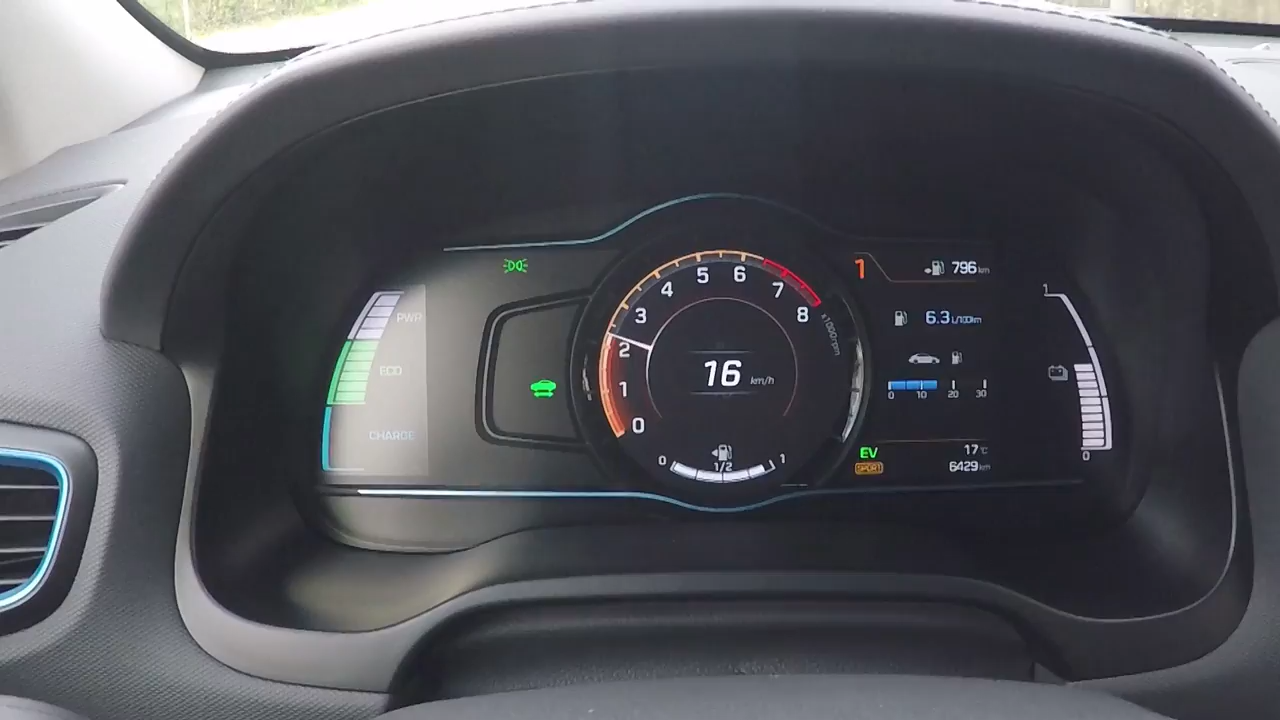 PWR
ECO
CHARGE
0
1
2
3
4
5
6
7
8
x1000rpm
16 km/h
0 1/2 1
1
796 km
6.3 L/100km
0 10 20 30
EV
SPORT
17 °C
6429 km
1
0